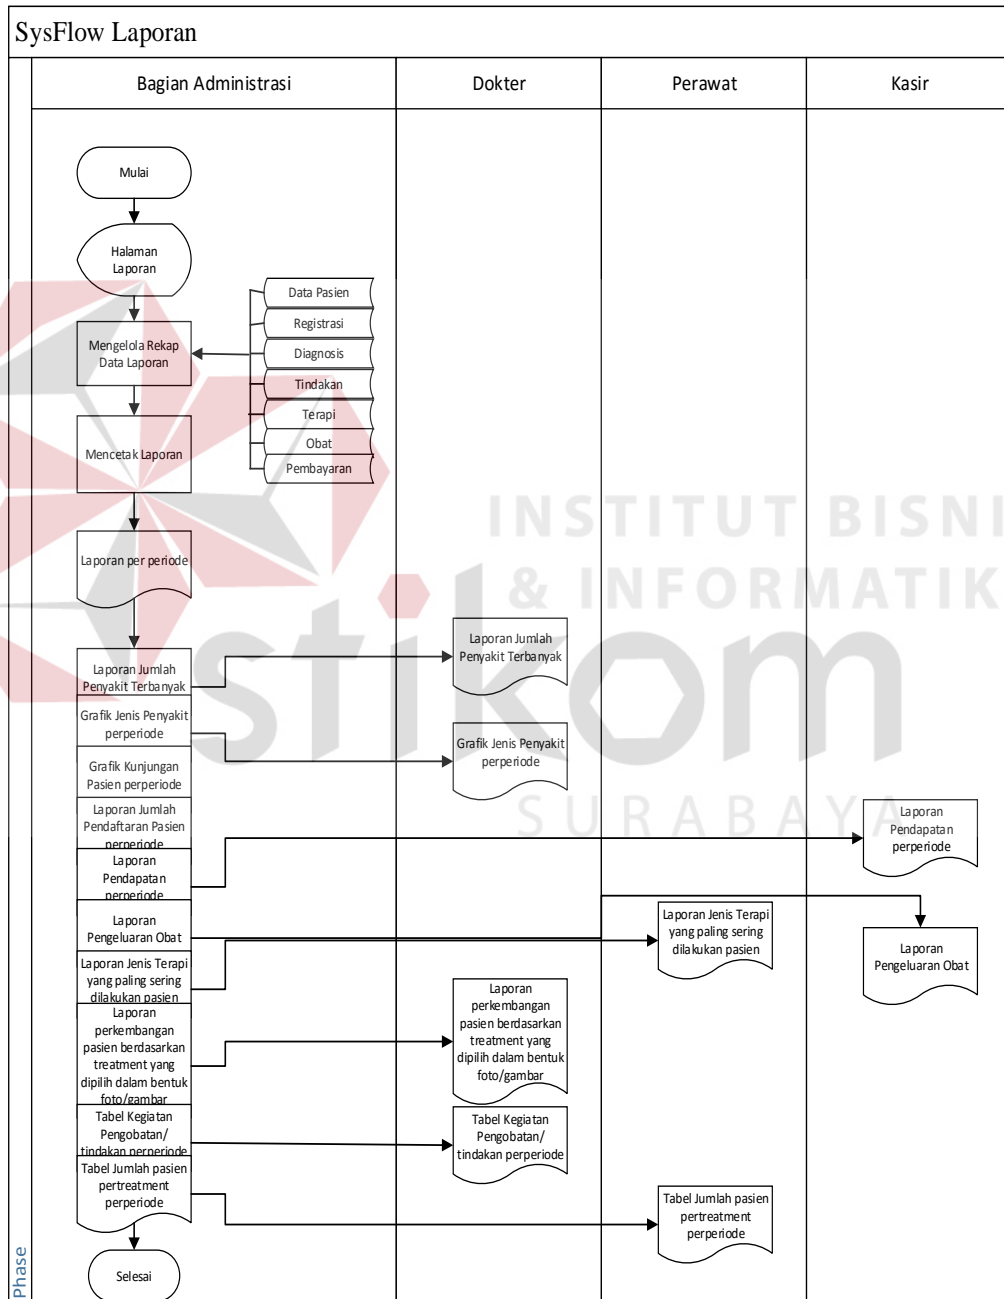 SysFlow Laporan
Bagian Administrasi
Dokter
Perawat
Kasir
Phase
Mulai
Halaman
Laporan
Mengelola Rekap
Data Laporan
Data Pasien
Registrasi
Diagnosis
Tindakan
Terapi
Obat
Pembayaran
Mencetak Laporan
Laporan per periode
INSTITUT BISNI
& INFORMATIK
stikom
SURABAYA
Laporan Jumlah
Penyakit Terbanyak
Grafik Jenis Penyakit
perperiode
Grafik Kunjungan
Pasien perperiode
Laporan Jumlah
Pendaftaran Pasien
perperiode
Laporan
Pendapatan
perperiode
Laporan
Pengeluaran Obat
Laporan Jenis Terapi
yang paling sering
dilakukan pasien
Laporan
perkembangan
pasien berdasarkan
treatment yang
dipilih dalam bentuk
foto/gambar
Tabel Kegiatan
Pengobatan/
tindakan perperiode
Tabel Jumlah pasien
pertreatment
perperiode
Selesai
Laporan Jumlah
Penyakit Terbanyak
Grafik Jenis Penyakit
perperiode
Laporan
perkembangan
pasien berdasarkan
treatment yang
dipilih dalam bentuk
foto/gambar
Tabel Kegiatan
Pengobatan/
tindakan perperiode
Laporan Jenis Terapi
yang paling sering
dilakukan pasien
Tabel Jumlah pasien
pertreatment
perperiode
Laporan
Pendapatan
perperiode
Laporan
Pengeluaran Obat